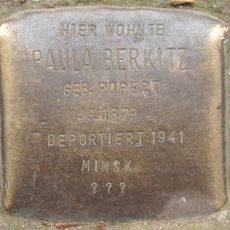 HIER WOHNTE
PAULA BERKITZ
GEB. POPERT
JG. 1879
DEPORTIERT 1941
MINSK
???